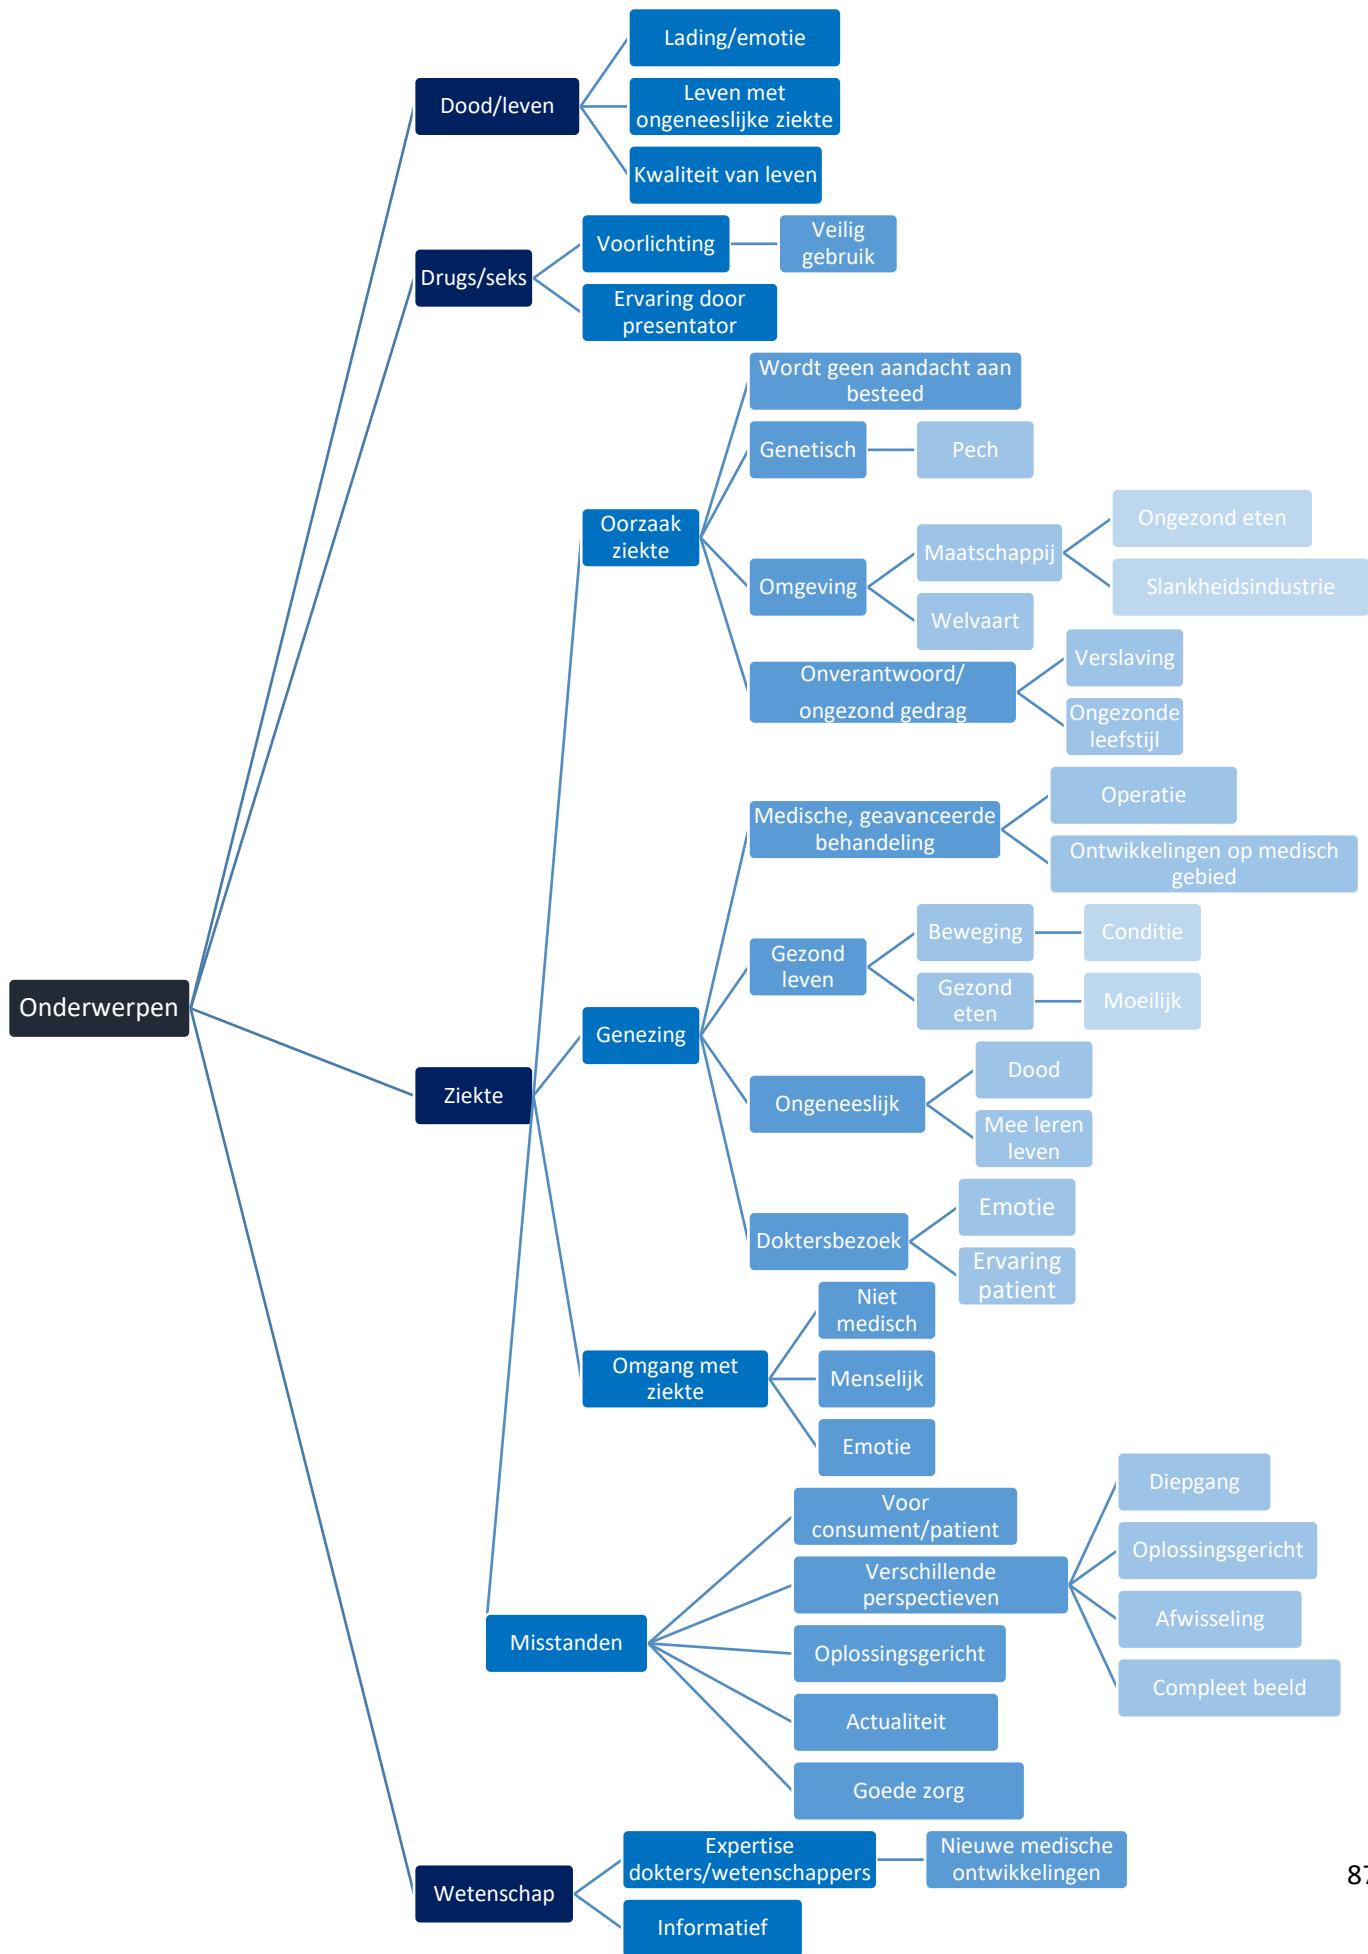 Lading/emotie
Dood/leven
Leven met
ongeneeslijke ziekte
Kwaliteit van leven
Drugs/seks
Voorlichting
Veilig
gebruik
Ervaring door
presentator
Wordt geen aandacht aan
besteed
Genetisch
Pech
Oorzaak
ziekte
Omgeving
Maatschappij
Ongezond eten
Slankheidsindustrie
Welvaart
Onverantwoord/
ongezond gedrag
Verslaving
Ongezonde
leefstijl
Medische, geavanceerde
behandeling
Operatie
Ontwikkelingen op medisch
gebied
Gezond
leven
Beweging
Conditie
Gezond
eten
Moeilijk
Onderwerpen
Ziekte
Genezing
Ongeneeslijk
Dood
Mee leren
leven
Doktersbezoek
Emotie
Ervaring
patient
Omgang met
ziekte
Niet
medisch
Menselijk
Emotie
Misstanden
Voor
consument/patient
Verschillende
perspectieven
Diepgang
Oplossingsgericht
Afwisseling
Compleet beeld
Oplossingsgericht
Actualiteit
Goede zorg
Wetenschap
Expertise
dokters/wetenschappers
Nieuwe medische
ontwikkelingen
Informatief
87